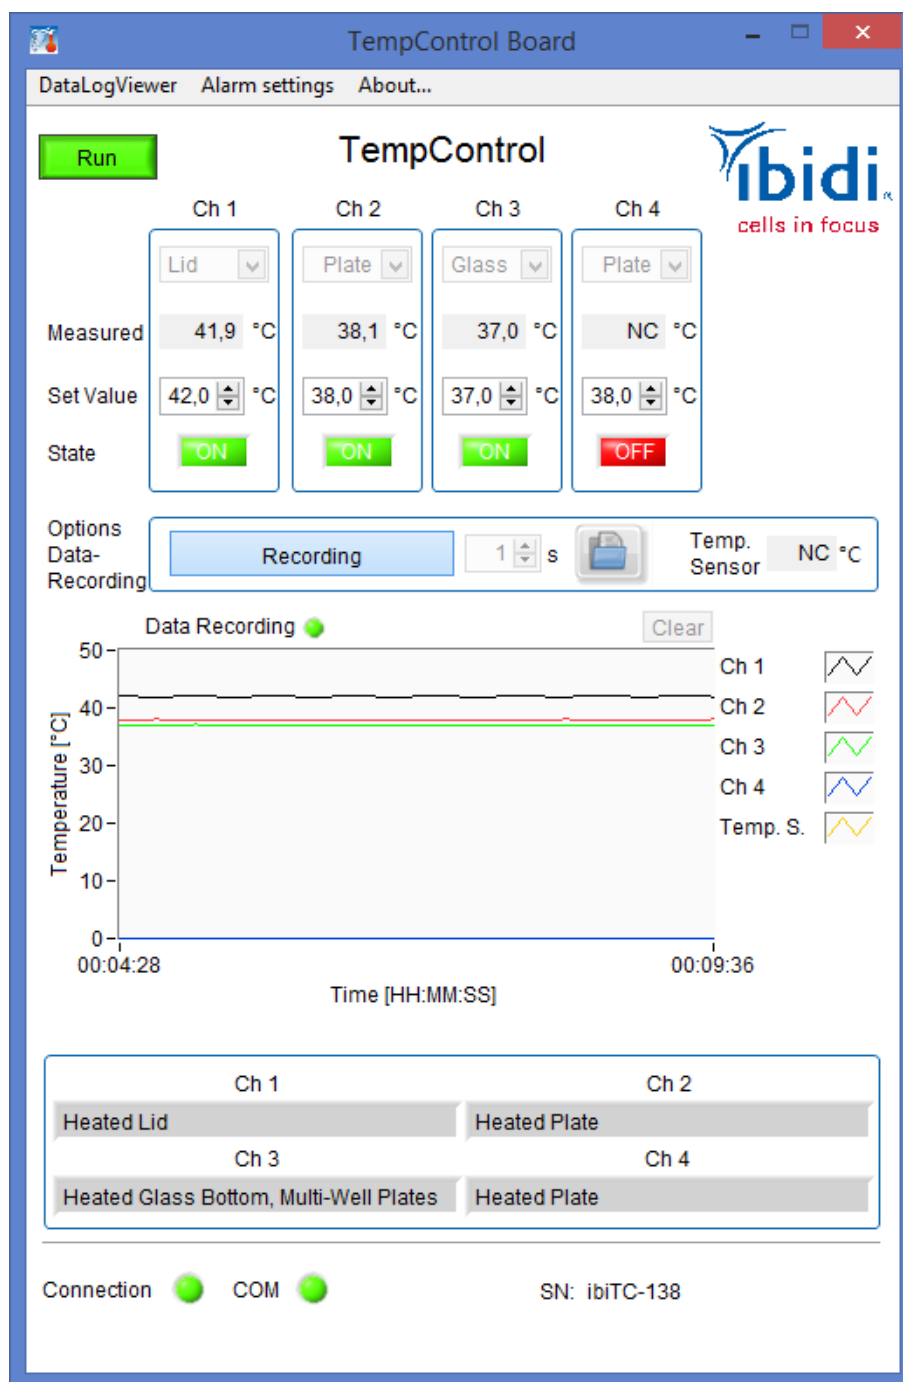 TempControl Board
DataLogViewer Alarm settings About...
Run
TempControl
ibidi
cells in focus
Ch 1 Ch 2 Ch 3 Ch 4
Lid Plate Glass Plate
Measured 41,9 °C 38,1 °C 37,0 °C NC °C
Set Value 42,0 °C 38,0 °C 37,0 °C 38,0 °C
State ON ON ON OFF
Options
Data-
Recording
Recording 1 s
Temp.
Sensor NC °C
Data Recording Clear
50
40
30
20
10
0
Temperature [°C]
00:04:28 00:09:36
Time [HH:MM:SS]
Ch 1
Ch 2
Ch 3
Ch 4
Temp. S.
Ch 1 Ch 2
Heated Lid Heated Plate
Ch 3 Ch 4
Heated Glass Bottom, Multi-Well Plates Heated Plate
Connection COM SN: ibiTC-138